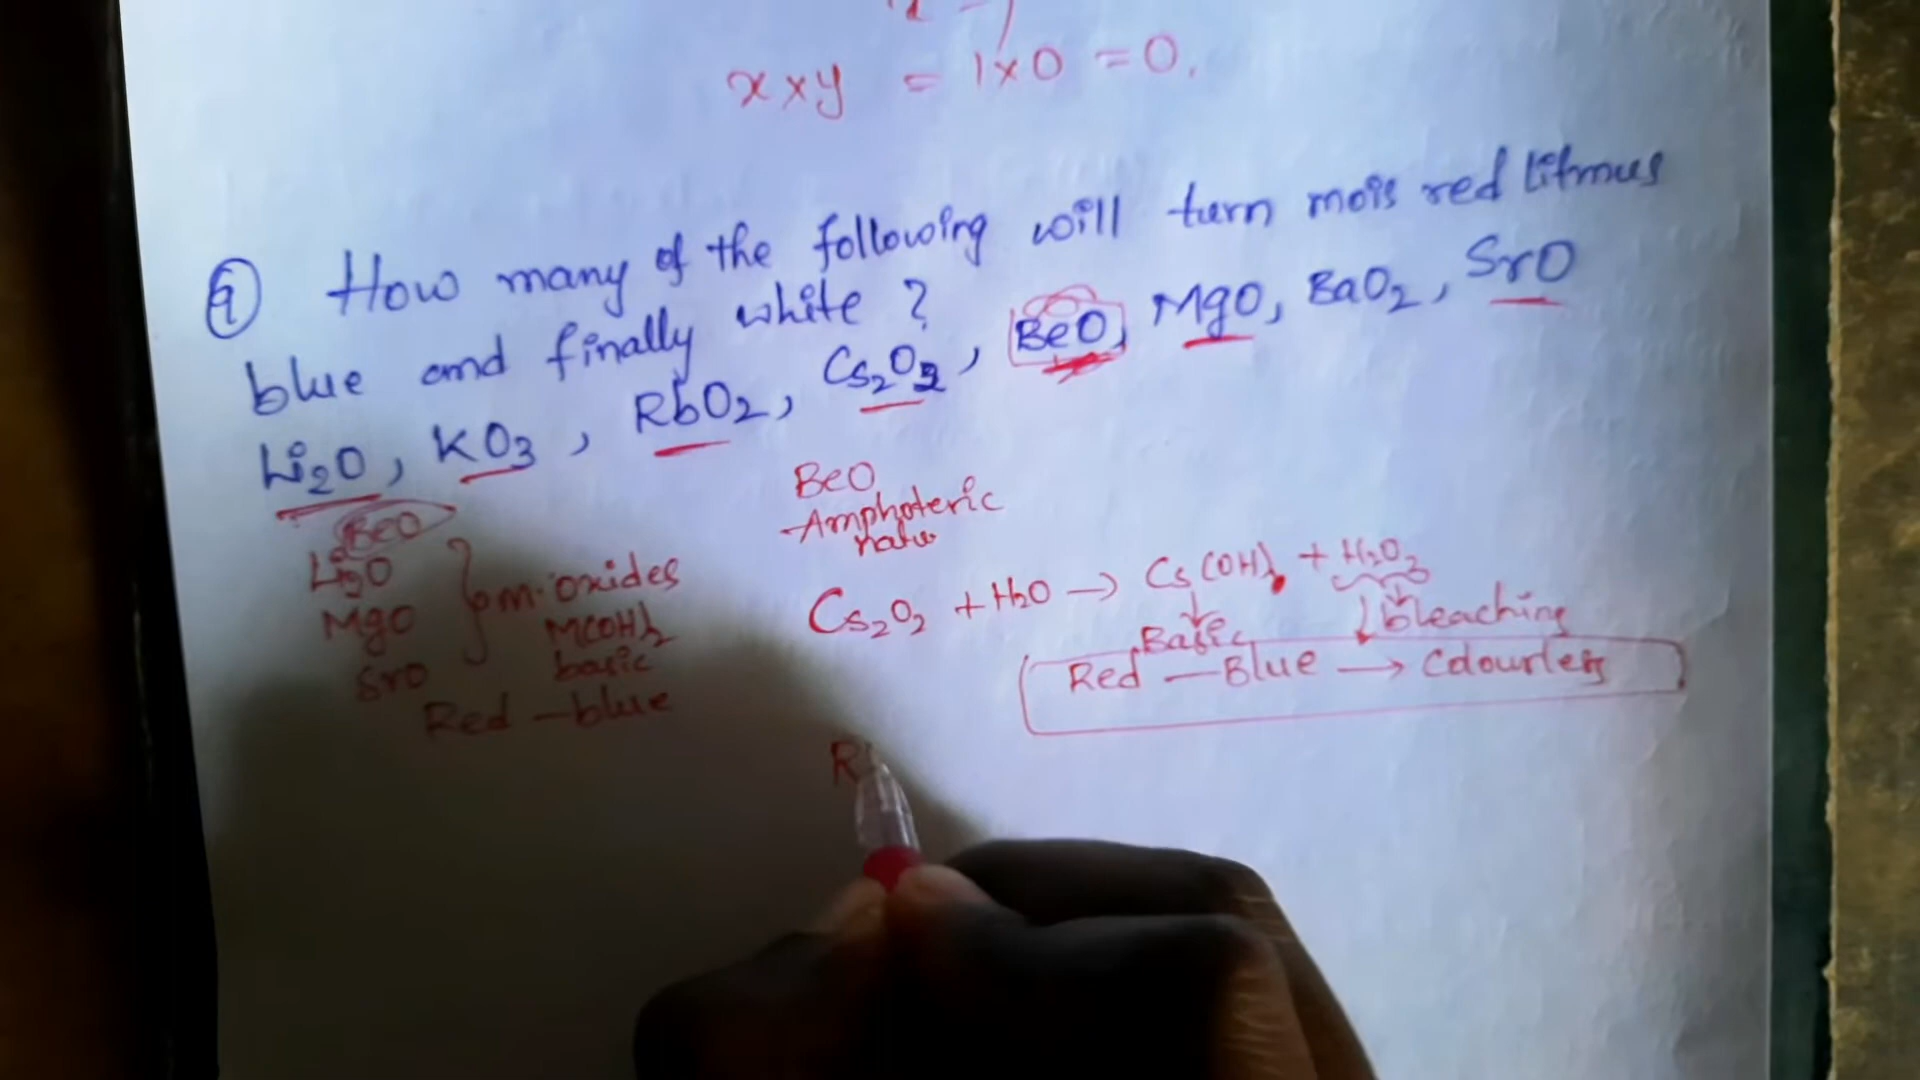 x×y = 1×0 = 0.
9 How many of the following will turn mois red litmus
blue and finally white?
Li2O, KO3, RbO2, Cs2O2, BeO, MgO, BaO2, SrO
BeO
Li2O
MgO
SrO
m.oxides
M(OH)2
basic
Red — blue
BeO
Amphoteric
Cs2O2 + H2O → Cs(OH) + H2O2
Basic
bleaching
Red — Blue → Colourless
R